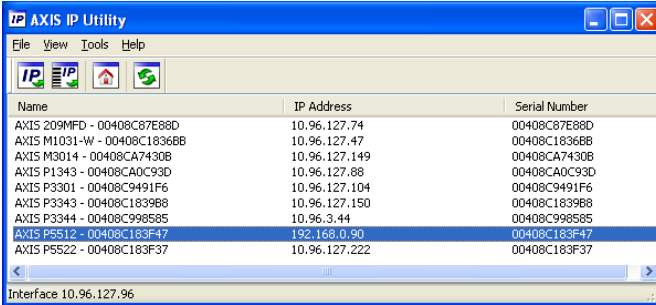 IP AXIS IP Utility
File View Tools Help
IP IP
Name IP Address Serial Number
AXIS 209MFD - 00408C87E88D 10.96.127.74 00408C87E88D
AXIS M1031-W - 00408C1836BB 10.96.127.47 00408C1836BB
AXIS M3014 - 00408CA7430B 10.96.127.149 00408CA7430B
AXIS P1343 - 00408CA0C93D 10.96.127.88 00408CA0C93D
AXIS P3301 - 00408C9491F6 10.96.127.104 00408C9491F6
AXIS P3343 - 00408C1839B8 10.96.127.150 00408C1839B8
AXIS P3344 - 00408C998585 10.96.3.44 00408C998585
AXIS P5512 - 00408C183F47 192.168.0.90 00408C183F47
AXIS P5522 - 00408C183F37 10.96.127.222 00408C183F37
Interface 10.96.127.96